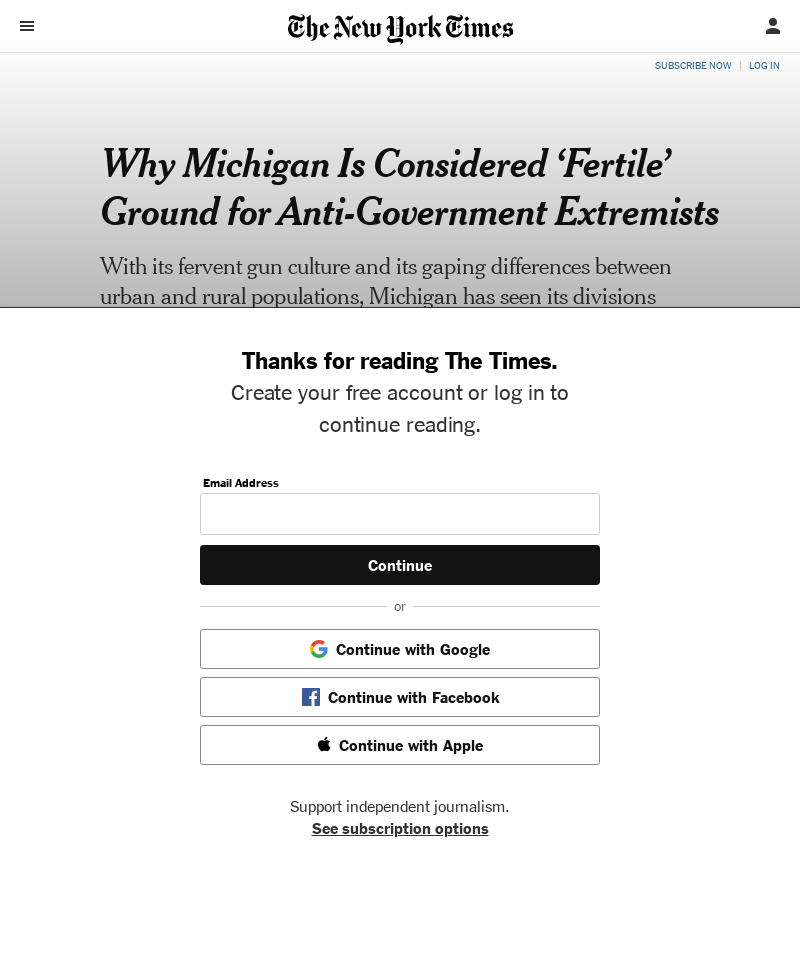 The New York Times
SUBSCRIBE NOW | LOG IN
Why Michigan Is Considered ‘Fertile’
Ground for Anti-Government Extremists
With its fervent gun culture and its gaping differences between
urban and rural populations, Michigan has seen its divisions
Thanks for reading The Times.
Create your free account or log in to
continue reading.
Email Address
Continue
or
Continue with Google
Continue with Facebook
Continue with Apple
Support independent journalism.
See subscription options